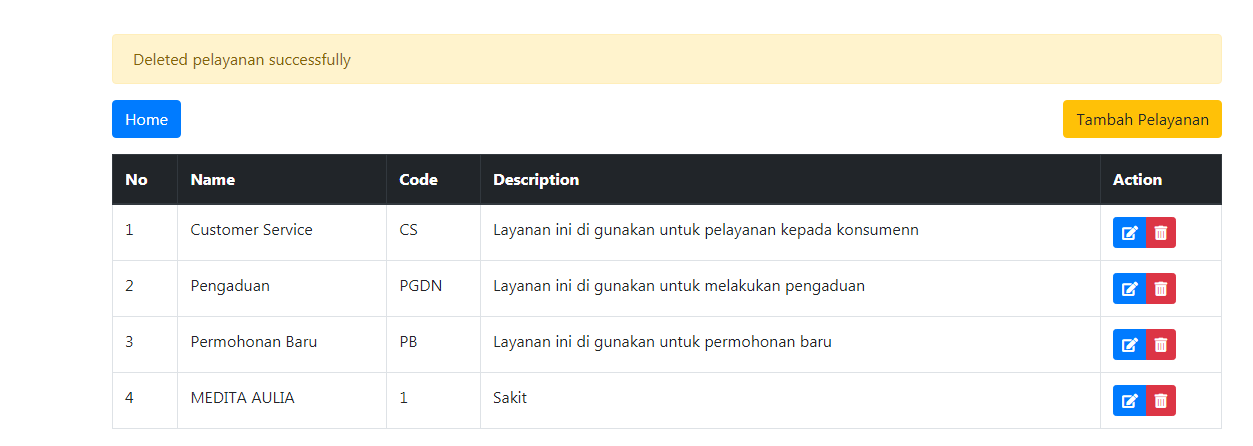 Deleted pelayanan successfully
Home Tambah Pelayanan
No Name Code Description Action
1 Customer Service CS Layanan ini di gunakan untuk pelayanan kepada konsumenn
2 Pengaduan PGDN Layanan ini di gunakan untuk melakukan pengaduan
3 Permohonan Baru PB Layanan ini di gunakan untuk permohonan baru
4 MEDITA AULIA 1 Sakit